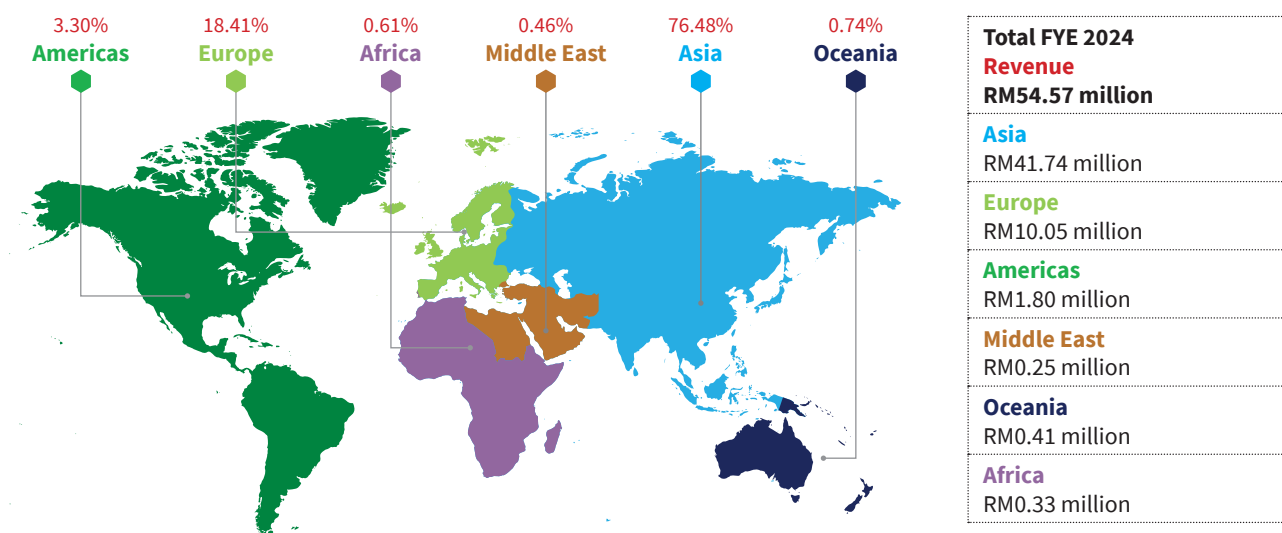 3.30%
Americas
18.41%
Europe
0.61%
Africa
0.46%
Middle East
76.48%
Asia
0.74%
Oceania
Total FYE 2024
Revenue
RM54.57 million
Asia
RM41.74 million
Europe
RM10.05 million
Americas
RM1.80 million
Middle East
RM0.25 million
Oceania
RM0.41 million
Africa
RM0.33 million